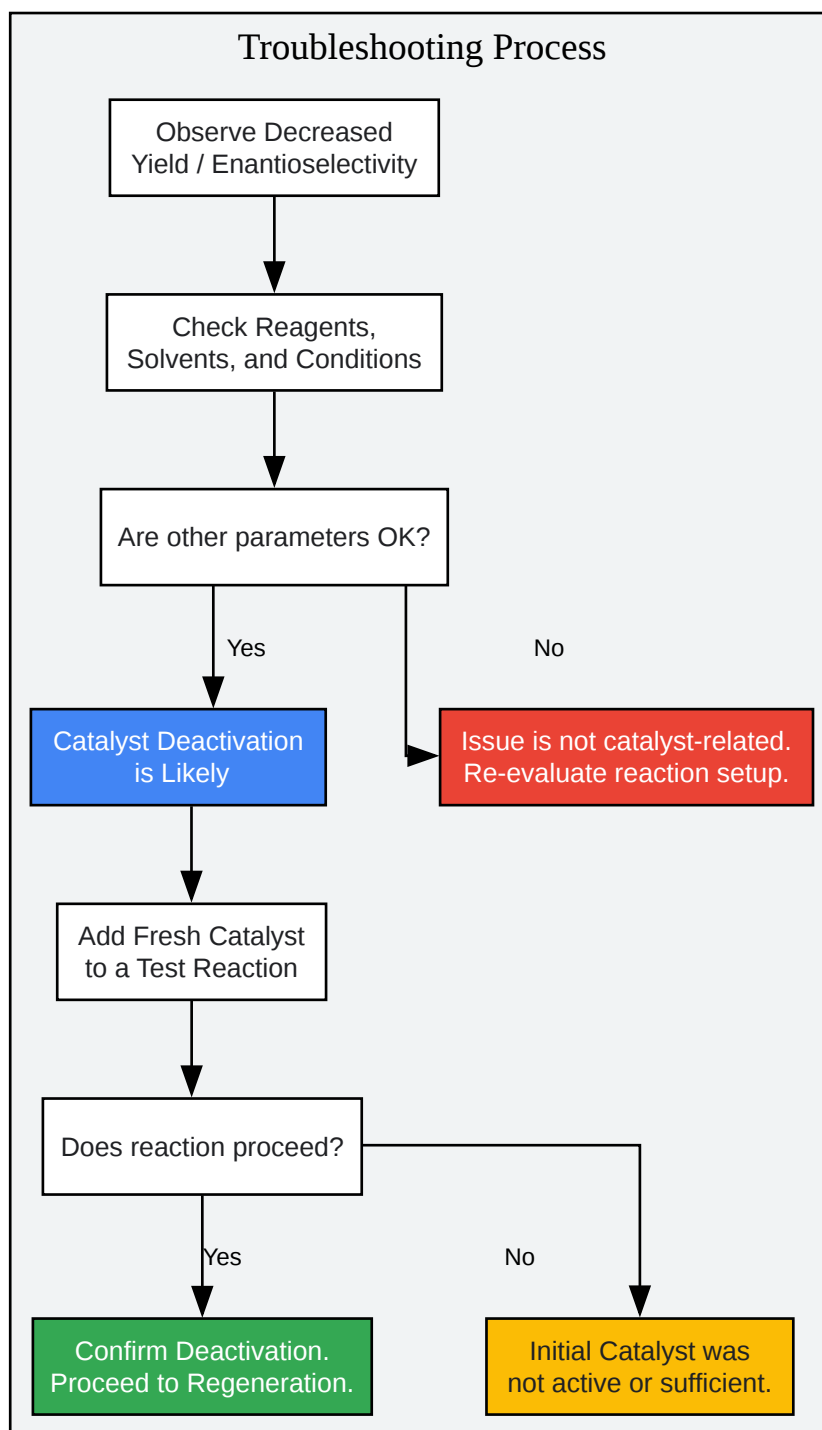 Troubleshooting Process
Observe Decreased
Yield / Enantioselectivity
Check Reagents,
Solvents, and Conditions
Are other parameters OK?
Yes
No
Catalyst Deactivation
is Likely
Issue is not catalyst-related.
Re-evaluate reaction setup.
Add Fresh Catalyst
to a Test Reaction
Does reaction proceed?
Yes
No
Confirm Deactivation.
Proceed to Regeneration.
Initial Catalyst was
not active or sufficient.